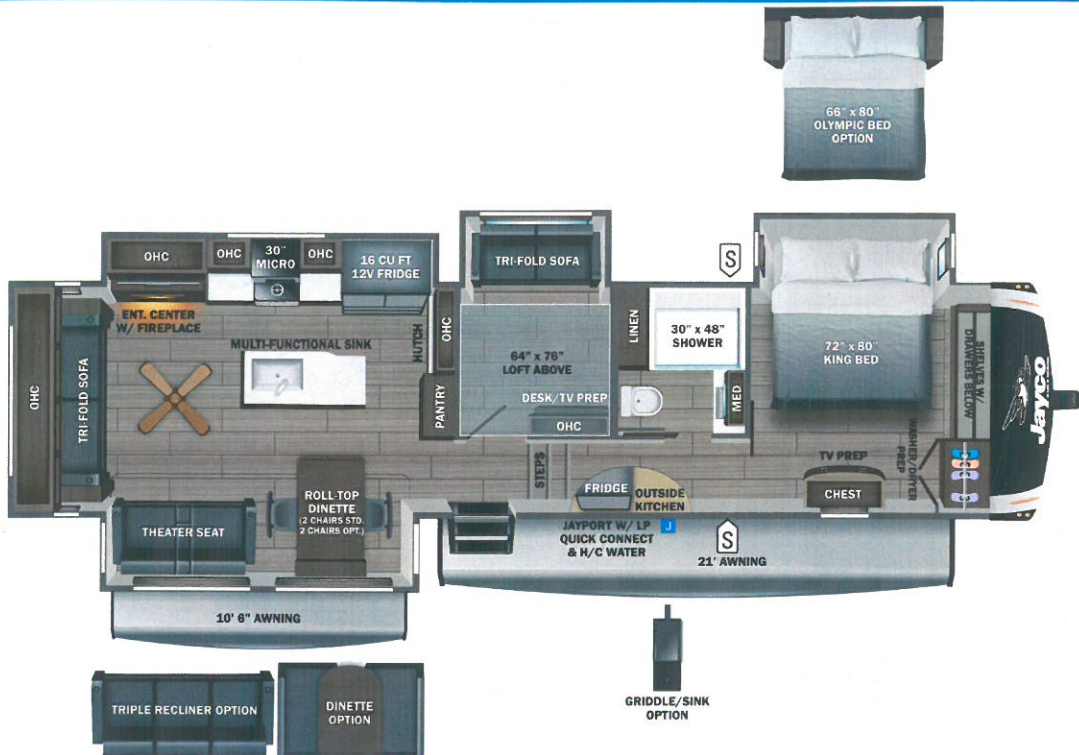 66" x 80"
OLYMPIC BED
OPTION
OHC
OHC
30"
MICRO
OHC
16 CU FT
12V FRIDGE
TRI-FOLD SOFA
S
ENT. CENTER
W/ FIREPLACE
OHC
TRI-FOLD SOFA
MULTI-FUNCTIONAL SINK
HUTCH
OHC
PANTRY
64" x 76"
LOFT ABOVE
DESK/TV PREP
OHC
LINEN
30" x 48"
SHOWER
MED
72" x 80"
KING BED
SHELVES W/
DRAWERS BELOW
Jayco
WASHER/DRYER
PREP
TV PREP
CHEST
STEPS
FRIDGE
OUTSIDE
KITCHEN
THEATER SEAT
ROLL-TOP
DINETTE
(2 CHAIRS STD.
2 CHAIRS OPT.)
JAYPORT W/ LP
QUICK CONNECT
& H/C WATER
J
S
21' AWNING
10' 6" AWNING
GRIDDLE/SINK
OPTION
TRIPLE RECLINER OPTION
DINETTE
OPTION